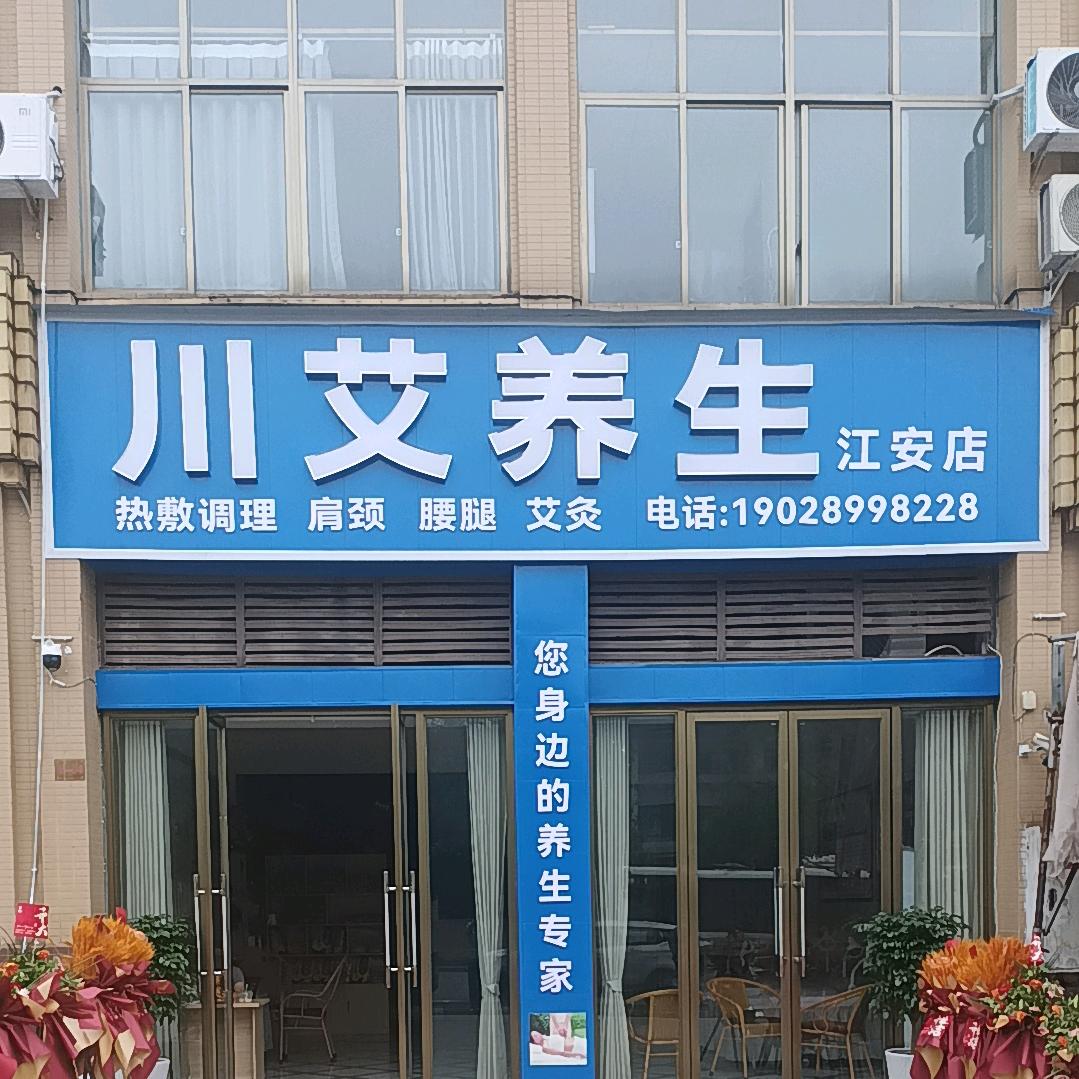 川艾养生 江安店
热敷调理 肩颈 腰腿 艾灸 电话:19028998228
您身边的养生专家